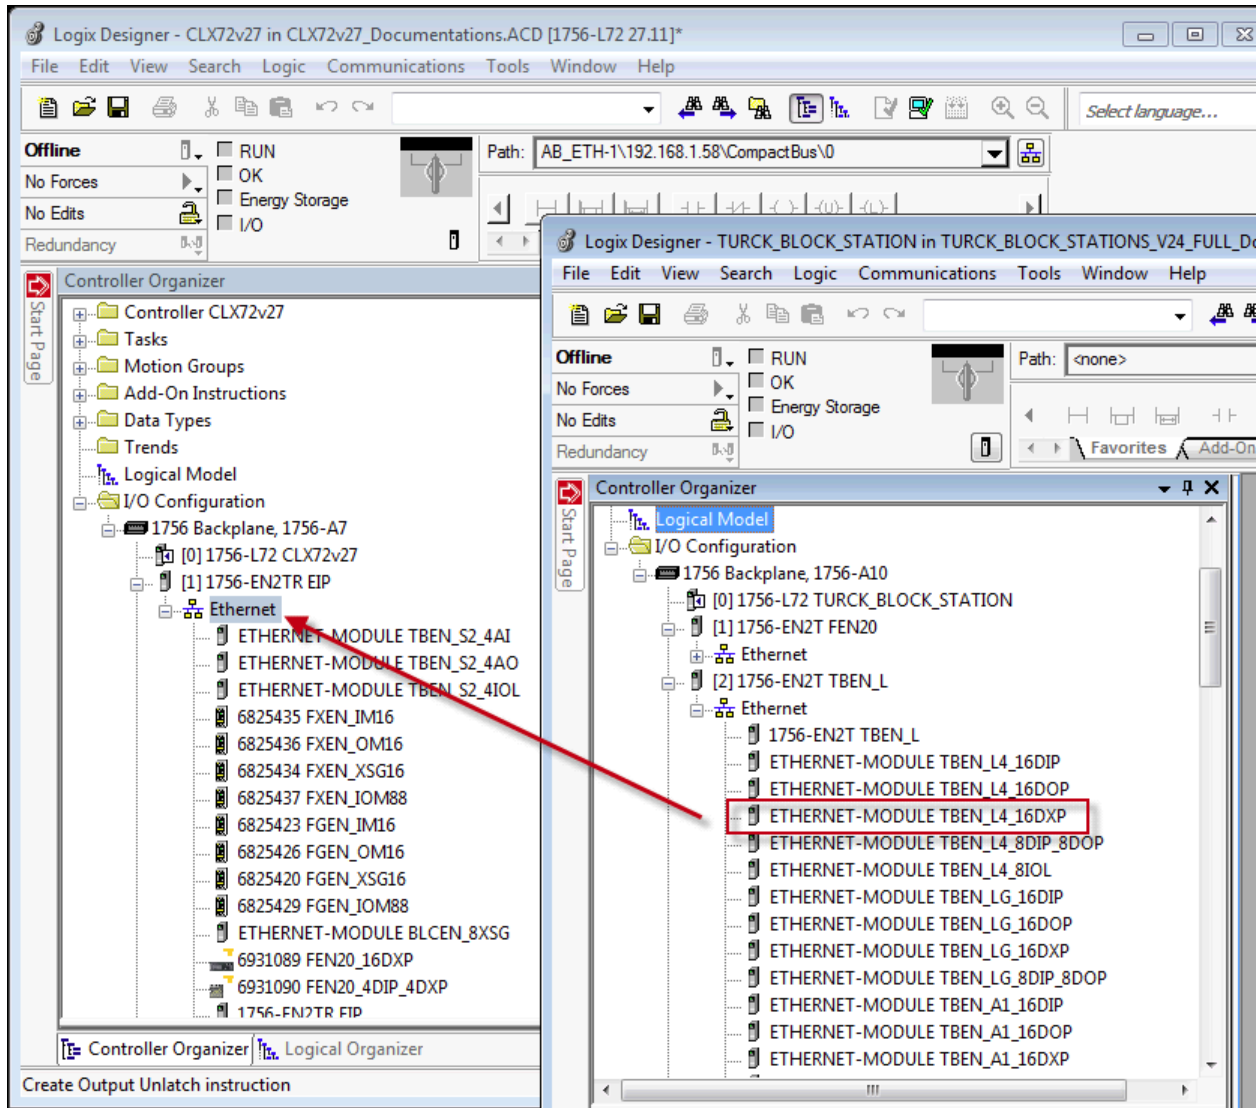 Logix Designer - CLX72v27 in CLX72v27_Documentations.ACD [1756-L72 27.11]*
File Edit View Search Logic Communications Tools Window Help
Select language...
Offline
RUN
No Forces
OK
No Edits
Energy Storage
Redundancy
I/O
Path: AB_ETH-1\192.168.1.58\CompactBus\0
Controller Organizer
Start Page
Controller CLX72v27
Tasks
Motion Groups
Add-On Instructions
Data Types
Trends
Logical Model
I/O Configuration
1756 Backplane, 1756-A7
[0] 1756-L72 CLX72v27
[1] 1756-EN2TR EIP
Ethernet
ETHERNET-MODULE TBEN_S2_4AI
ETHERNET-MODULE TBEN_S2_4AO
ETHERNET-MODULE TBEN_S2_4IOL
6825435 FXEN_IM16
6825436 FXEN_OM16
6825434 FXEN_XSG16
6825437 FXEN_IOM88
6825423 FGEN_IM16
6825426 FGEN_OM16
6825420 FGEN_XSG16
6825429 FGEN_IOM88
ETHERNET-MODULE BLCEN_8XSG
6931089 FEN20_16DXP
6931090 FEN20_4DIP_4DXP
1756-EN2TR EIP
Controller Organizer Logical Organizer
Create Output Unlatch instruction
Logix Designer - TURCK_BLOCK_STATION in TURCK_BLOCK_STATIONS_V24_FULL_Do
File Edit View Search Logic Communications Tools Window Help
Offline
RUN
No Forces
OK
No Edits
Energy Storage
Redundancy
I/O
Path: <none>
Favorites Add-On
Controller Organizer
Start Page
Logical Model
I/O Configuration
1756 Backplane, 1756-A10
[0] 1756-L72 TURCK_BLOCK_STATION
[1] 1756-EN2T FEN20
Ethernet
[2] 1756-EN2T TBEN_L
Ethernet
1756-EN2T TBEN_L
ETHERNET-MODULE TBEN_L4_16DIP
ETHERNET-MODULE TBEN_L4_16DOP
ETHERNET-MODULE TBEN_L4_16DXP
ETHERNET-MODULE TBEN_L4_8DIP_8DOP
ETHERNET-MODULE TBEN_L4_8IOL
ETHERNET-MODULE TBEN_LG_16DIP
ETHERNET-MODULE TBEN_LG_16DOP
ETHERNET-MODULE TBEN_LG_16DXP
ETHERNET-MODULE TBEN_LG_8DIP_8DOP
ETHERNET-MODULE TBEN_A1_16DIP
ETHERNET-MODULE TBEN_A1_16DOP
ETHERNET-MODULE TBEN_A1_16DXP